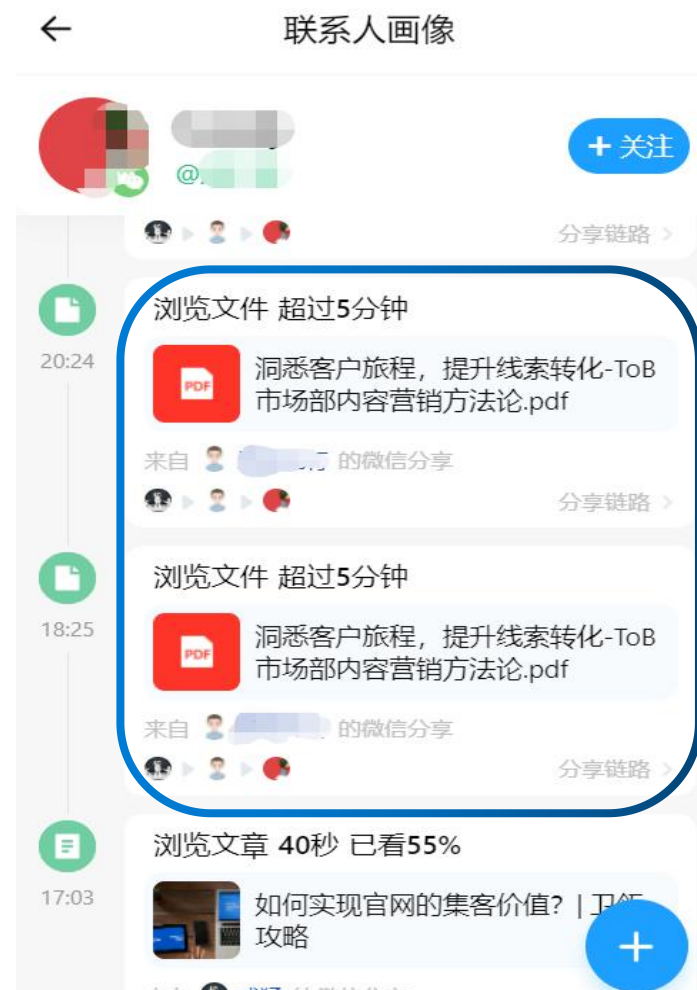 联系人画像
@
+ 关注
分享链路 >
浏览文件 超过5分钟
20:24
PDF
洞悉客户旅程，提升线索转化-ToB
市场部内容营销方法论.pdf
来自 的微信分享
分享链路 >
浏览文件 超过5分钟
18:25
PDF
洞悉客户旅程，提升线索转化-ToB
市场部内容营销方法论.pdf
来自 的微信分享
分享链路 >
浏览文章 40秒 已看55%
17:03
如何实现官网的集客价值？| 卫瓴
攻略